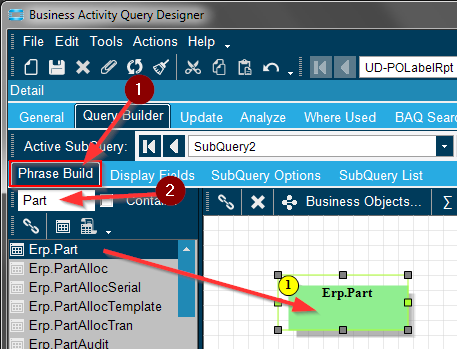 Business Activity Query Designer
File Edit Tools Actions Help
UD-POLabelRpt
Detail
1
General Query Builder Update Analyze Where Used BAQ Sear
Active SubQuery: SubQuery2
Phrase Build Display Fields SubQuery Options SubQuery List
2
Part Conta
Business Objects... Σ
Erp.Part
Erp.PartAlloc
Erp.PartAllocSerial
Erp.PartAllocTemplate
Erp.PartAllocTran
Erp.PartAudit
1
Erp.Part